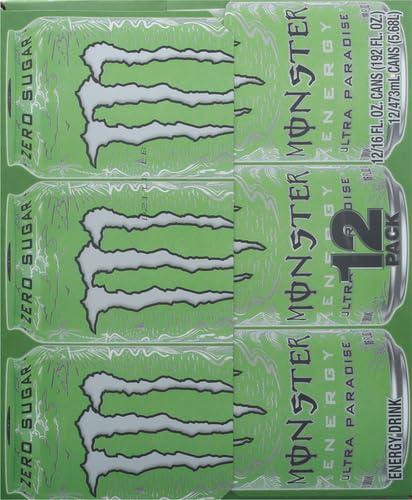 ZERO SUGAR
MONSTER
ENERGY
ULTRA PARADISE
12/16 FL. OZ. CANS (192 FL. OZ)
12/473mL CANS (5.68L)
ZERO SUGAR
MONSTER
ENERGY
ULTRA PARADISE
12
PACK
ZERO SUGAR
MONSTER
ENERGY
ULTRA PARADISE
ENERGY DRINK